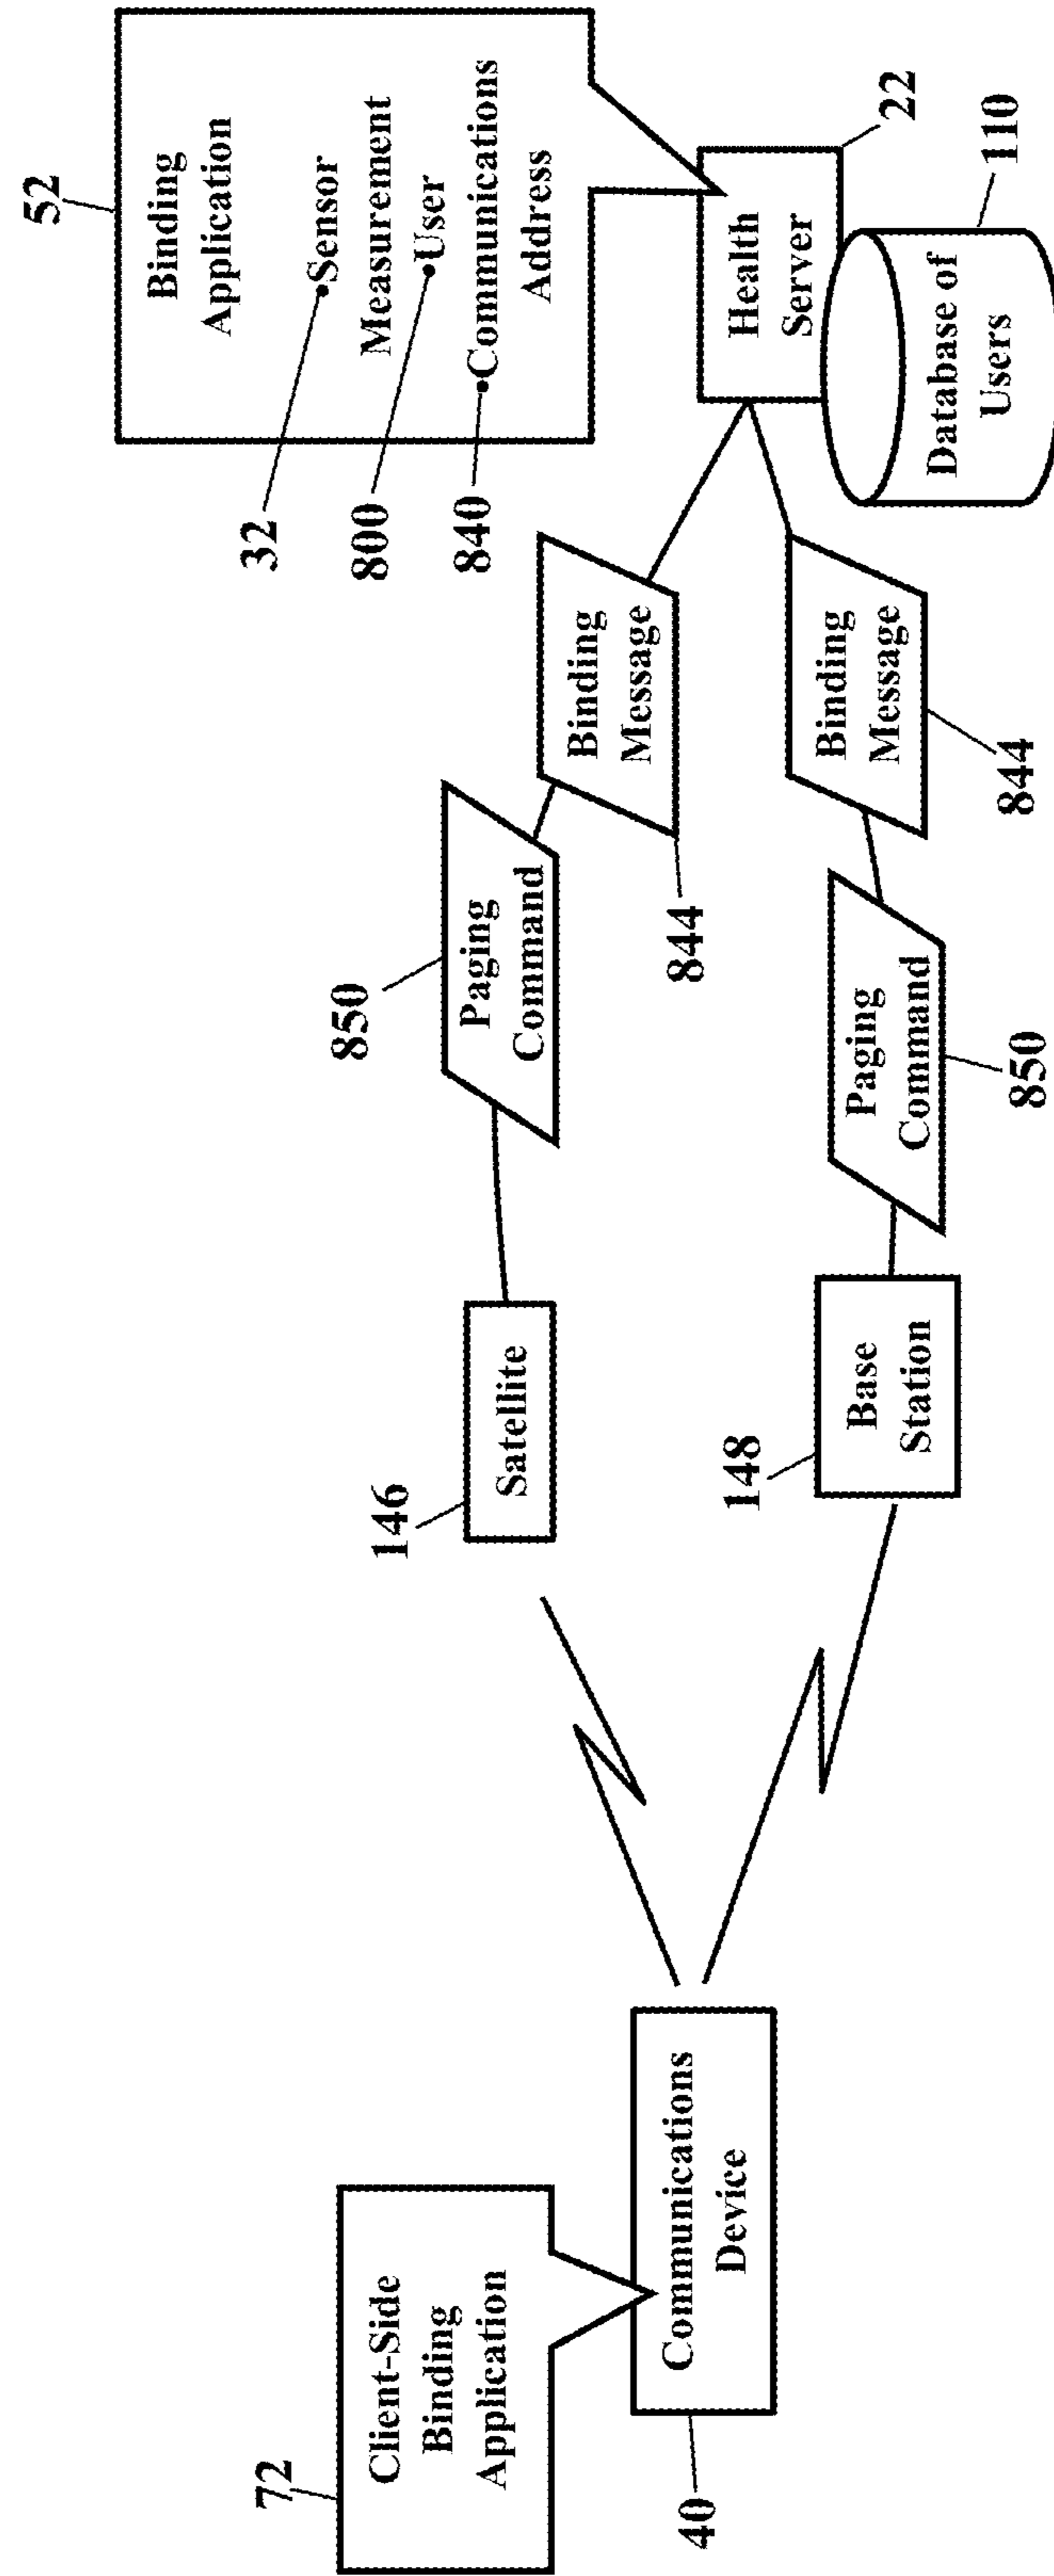 52
Binding
Application
32
Sensor
Measurement
800
User
840
Communications
Address
72
Client-Side
Binding
Application
40
Communications
Device
146
Satellite
850
Paging
Command
Binding
Message
844
148
Base
Station
Paging
Command
850
Binding
Message
844
Health
Server
22
Database of
Users
110